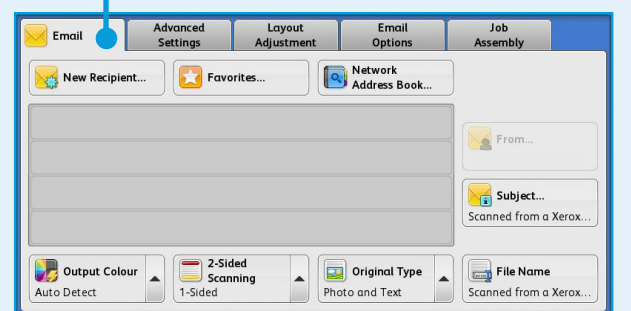 Email
Advanced
Settings
Layout
Adjustment
Email
Options
Job
Assembly
New Recipient...
Favorites...
Network
Address Book...
From...
Subject...
Scanned from a Xerox...
Output Colour
Auto Detect
2-Sided
Scanning
1-Sided
Original Type
Photo and Text
File Name
Scanned from a Xerox...